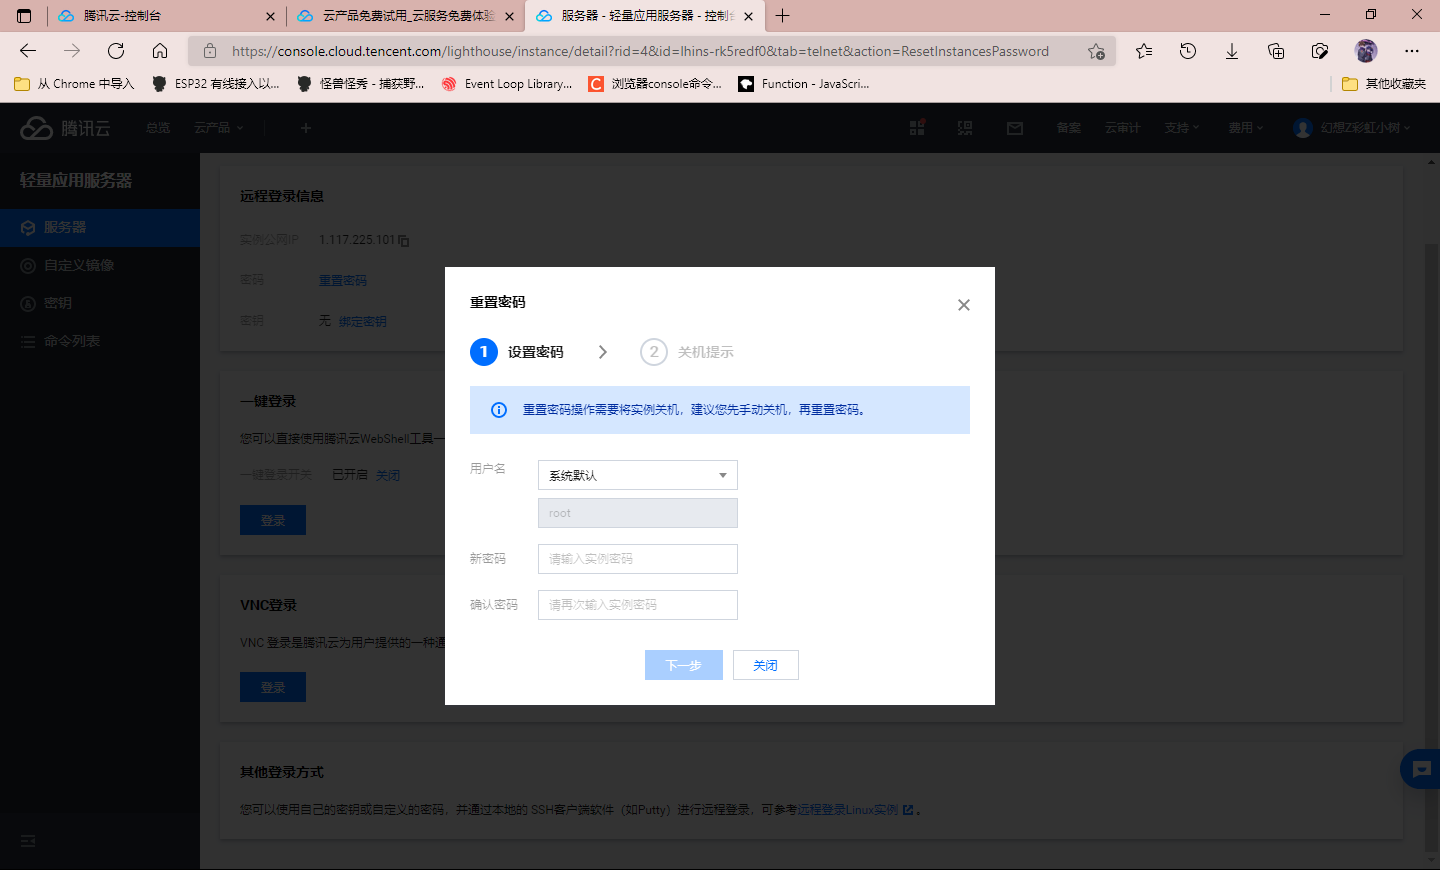 腾讯云-控制台
云产品免费试用_云服务免费体验
服务器 - 轻量应用服务器 - 控制台
https://console.cloud.tencent.com/lighthouse/instance/detail?rid=4&id=lhins-rk5redf0&tab=telnet&action=ResetInstancesPassword
从 Chrome 中导入
ESP32 有线接入以...
怪兽怪秀 - 捕获野...
Event Loop Library...
浏览器console命令...
Function - JavaScri...
其他收藏夹
腾讯云
总览
云产品
备案
云审计
支持
费用
幻想Z彩虹小树
轻量应用服务器
服务器
自定义镜像
密钥
命令列表
远程登录信息
实例公网IP 1.117.225.101
密码 重置密码
密钥 无 绑定密钥
一键登录
您可以直接使用腾讯云WebShell工具一
一键登录开关 已开启 关闭
登录
VNC登录
VNC 登录是腾讯云为用户提供的一种通
登录
其他登录方式
您可以使用自己的密钥或自定义的密码，并通过本地的 SSH客户端软件（如Putty）进行远程登录，可参考远程登录Linux实例 。
重置密码
1 设置密码
2 关机提示
重置密码操作需要将实例关机，建议您先手动关机，再重置密码。
用户名 系统默认
root
新密码 请输入实例密码
确认密码 请再次输入实例密码
下一步
关闭